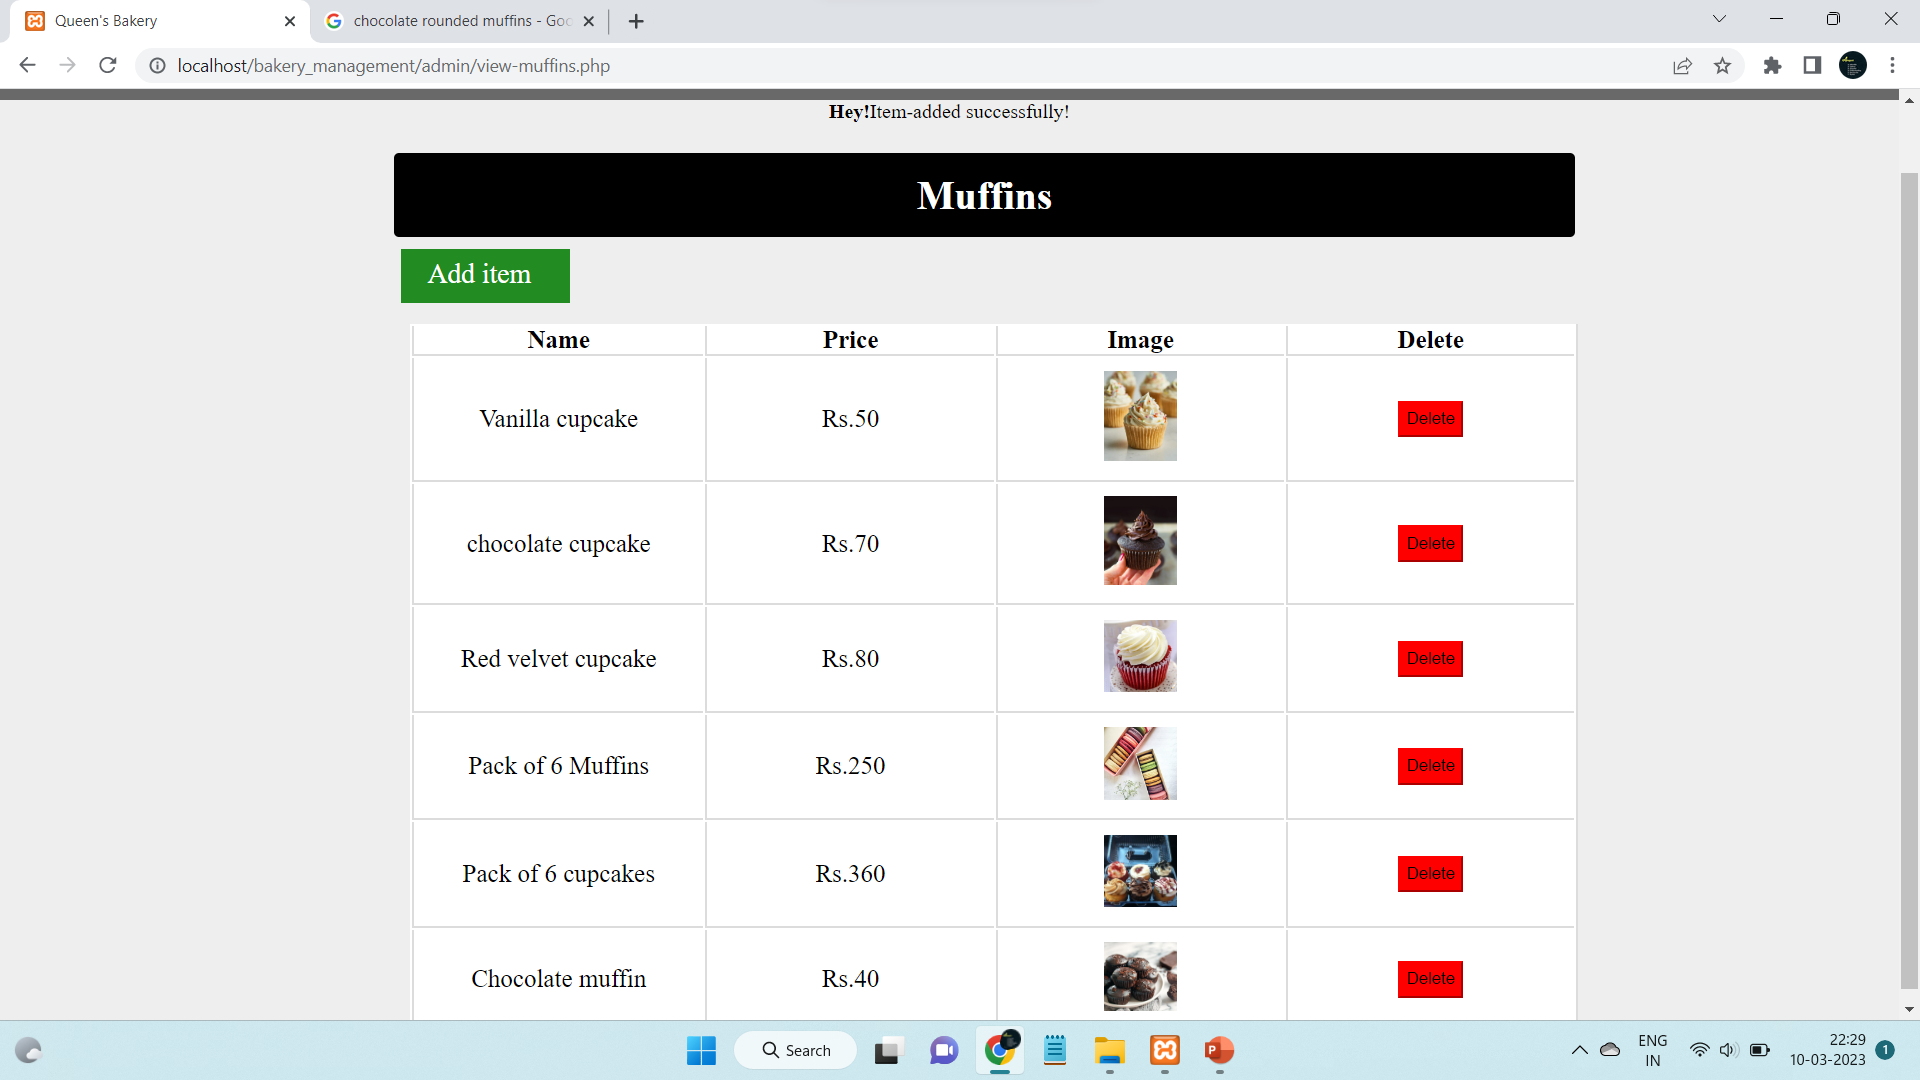 Queen's Bakery
chocolate rounded muffins - Goo
localhost/bakery_management/admin/view-muffins.php
Hey!Item-added successfully!
Muffins
Add item
Name Price Image Delete
Vanilla cupcake Rs.50 Delete
chocolate cupcake Rs.70 Delete
Red velvet cupcake Rs.80 Delete
Pack of 6 Muffins Rs.250 Delete
Pack of 6 cupcakes Rs.360 Delete
Chocolate muffin Rs.40 Delete
Search
P
ENG
IN
22:29
10-03-2023
1